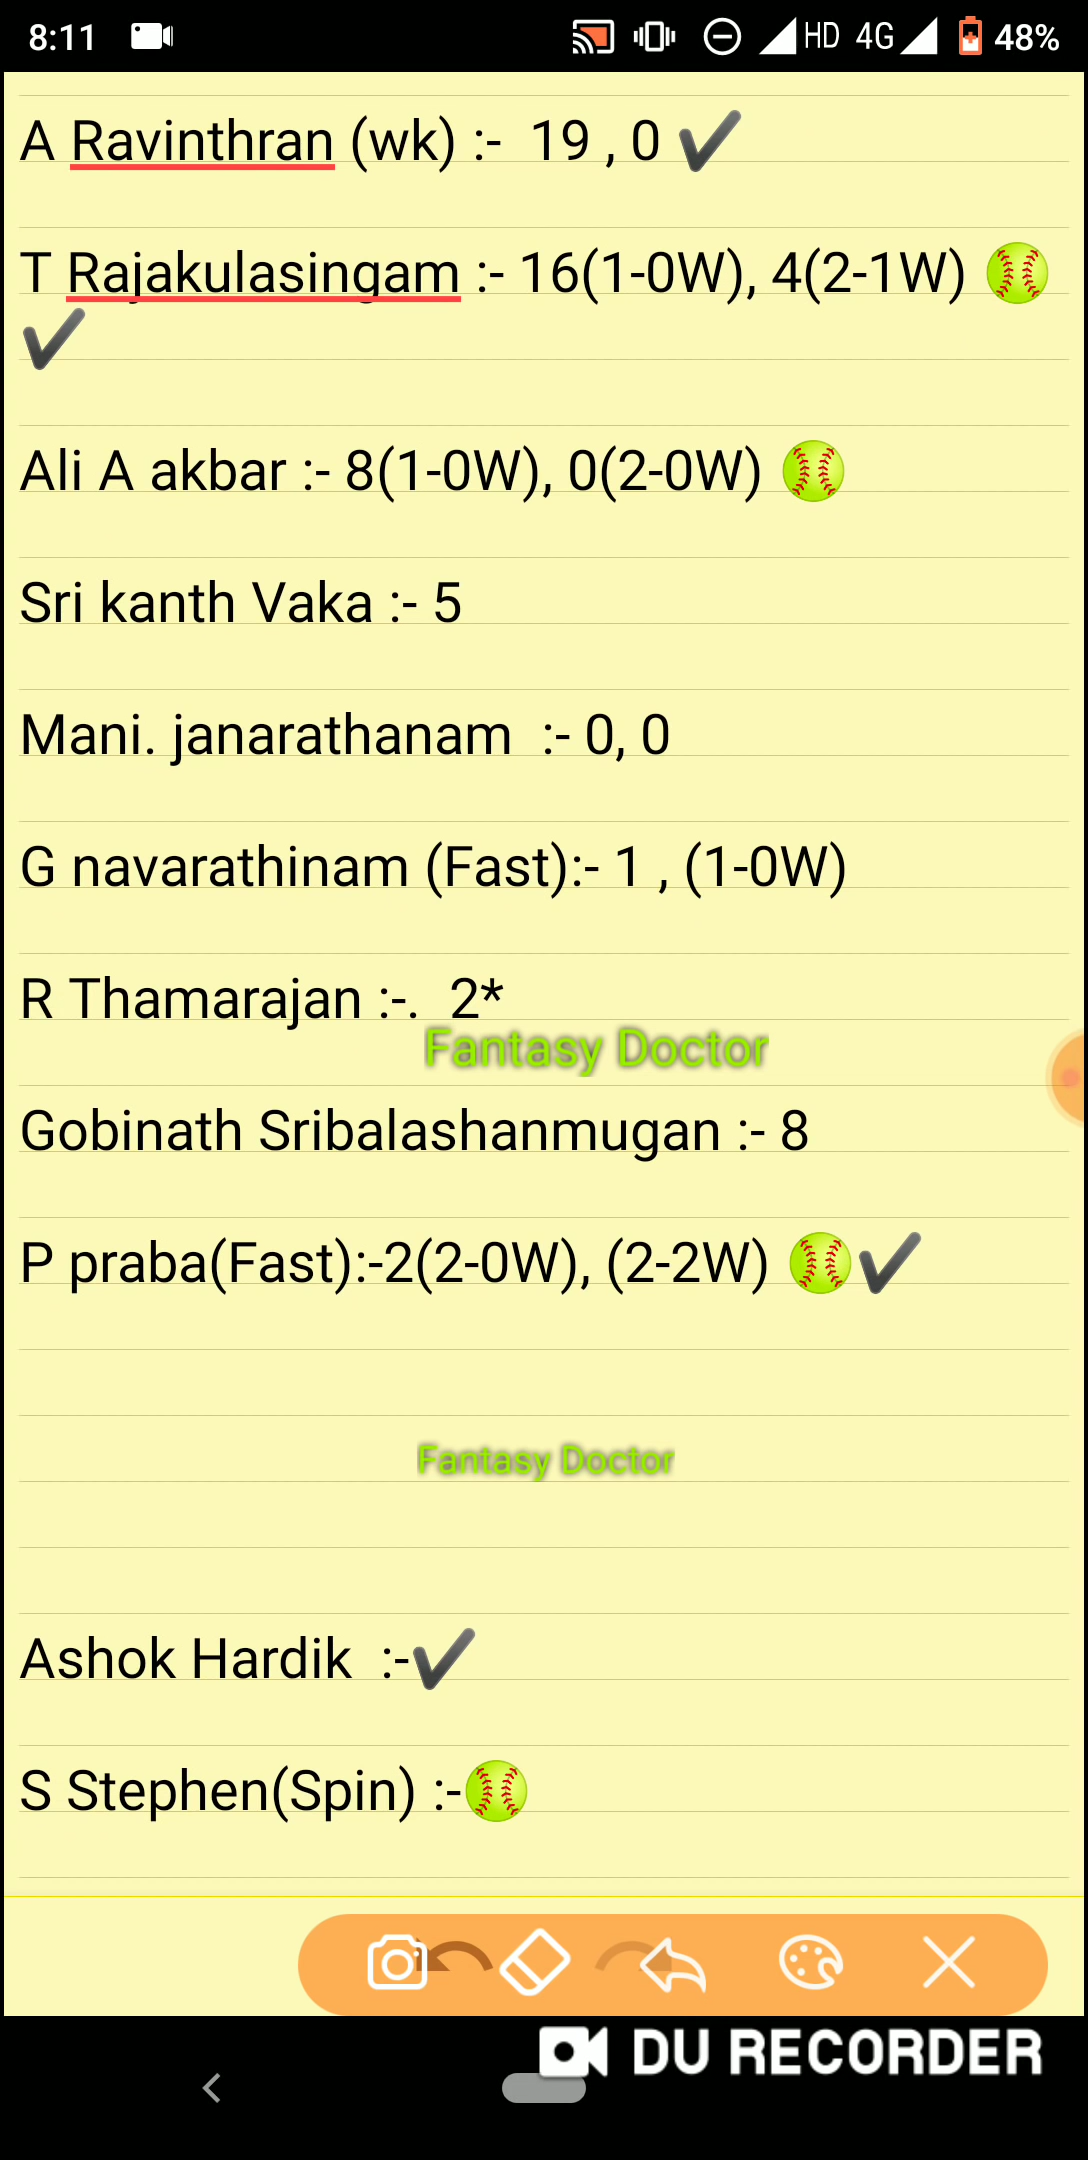 8:11 HD 4G 48%
A Ravinthran (wk) :-  19 , 0 ✔
T Rajakulasingam :- 16(1-0W), 4(2-1W) 🥎
✔
Ali A akbar :- 8(1-0W), 0(2-0W) 🥎
Sri kanth Vaka :- 5
Mani. janarathanam  :- 0, 0
G navarathinam (Fast):- 1 , (1-0W)
R Thamarajan :-.  2*
Fantasy Doctor
Gobinath Sribalashanmugan :- 8
P praba(Fast):-2(2-0W), (2-2W) 🥎✔
Fantasy Doctor
Ashok Hardik  :-✔
S Stephen(Spin) :-🥎
DU RECORDER